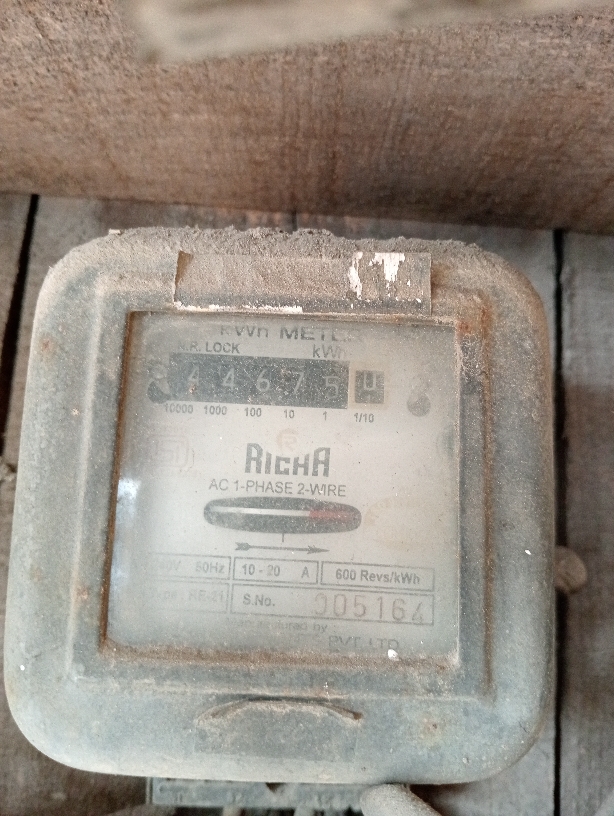 kWh METER
R.R. LOCK kWh
4 4 6 7 5 4
10000 1000 100 10 1 1/10
RICHA
AC 1-PHASE 2-WIRE
50Hz 10 - 20 A 600 Revs/kWh
S.No. 005164
PVT. LTD.